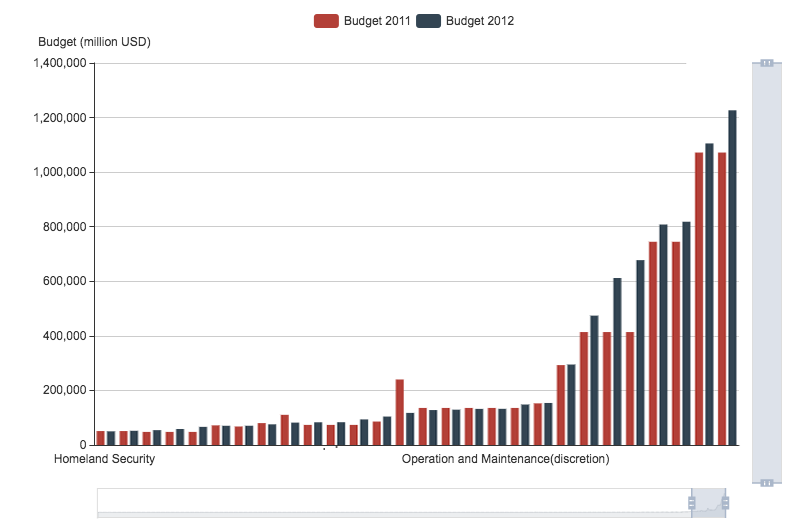 Budget 2011 Budget 2012
Budget (million USD)
1,400,000
1,200,000
1,000,000
800,000
600,000
400,000
200,000
0
Homeland Security Operation and Maintenance(discretion)